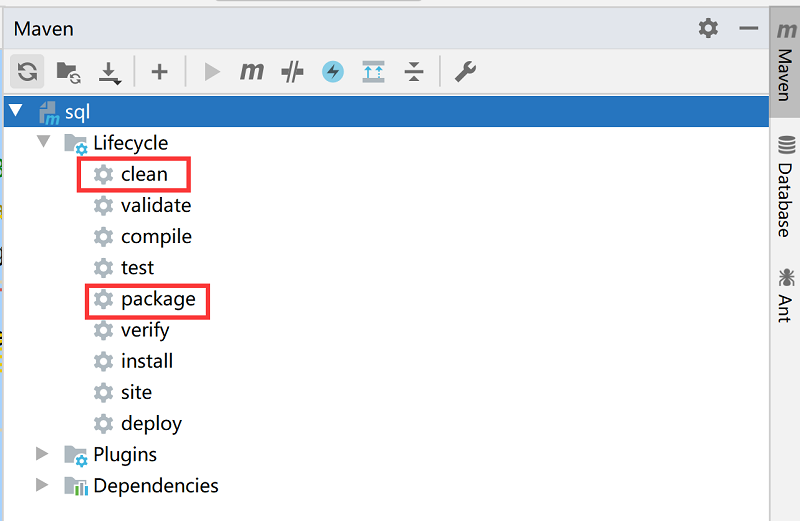 Maven
sql
Lifecycle
clean
validate
compile
test
package
verify
install
site
deploy
Plugins
Dependencies
Maven
Database
Ant